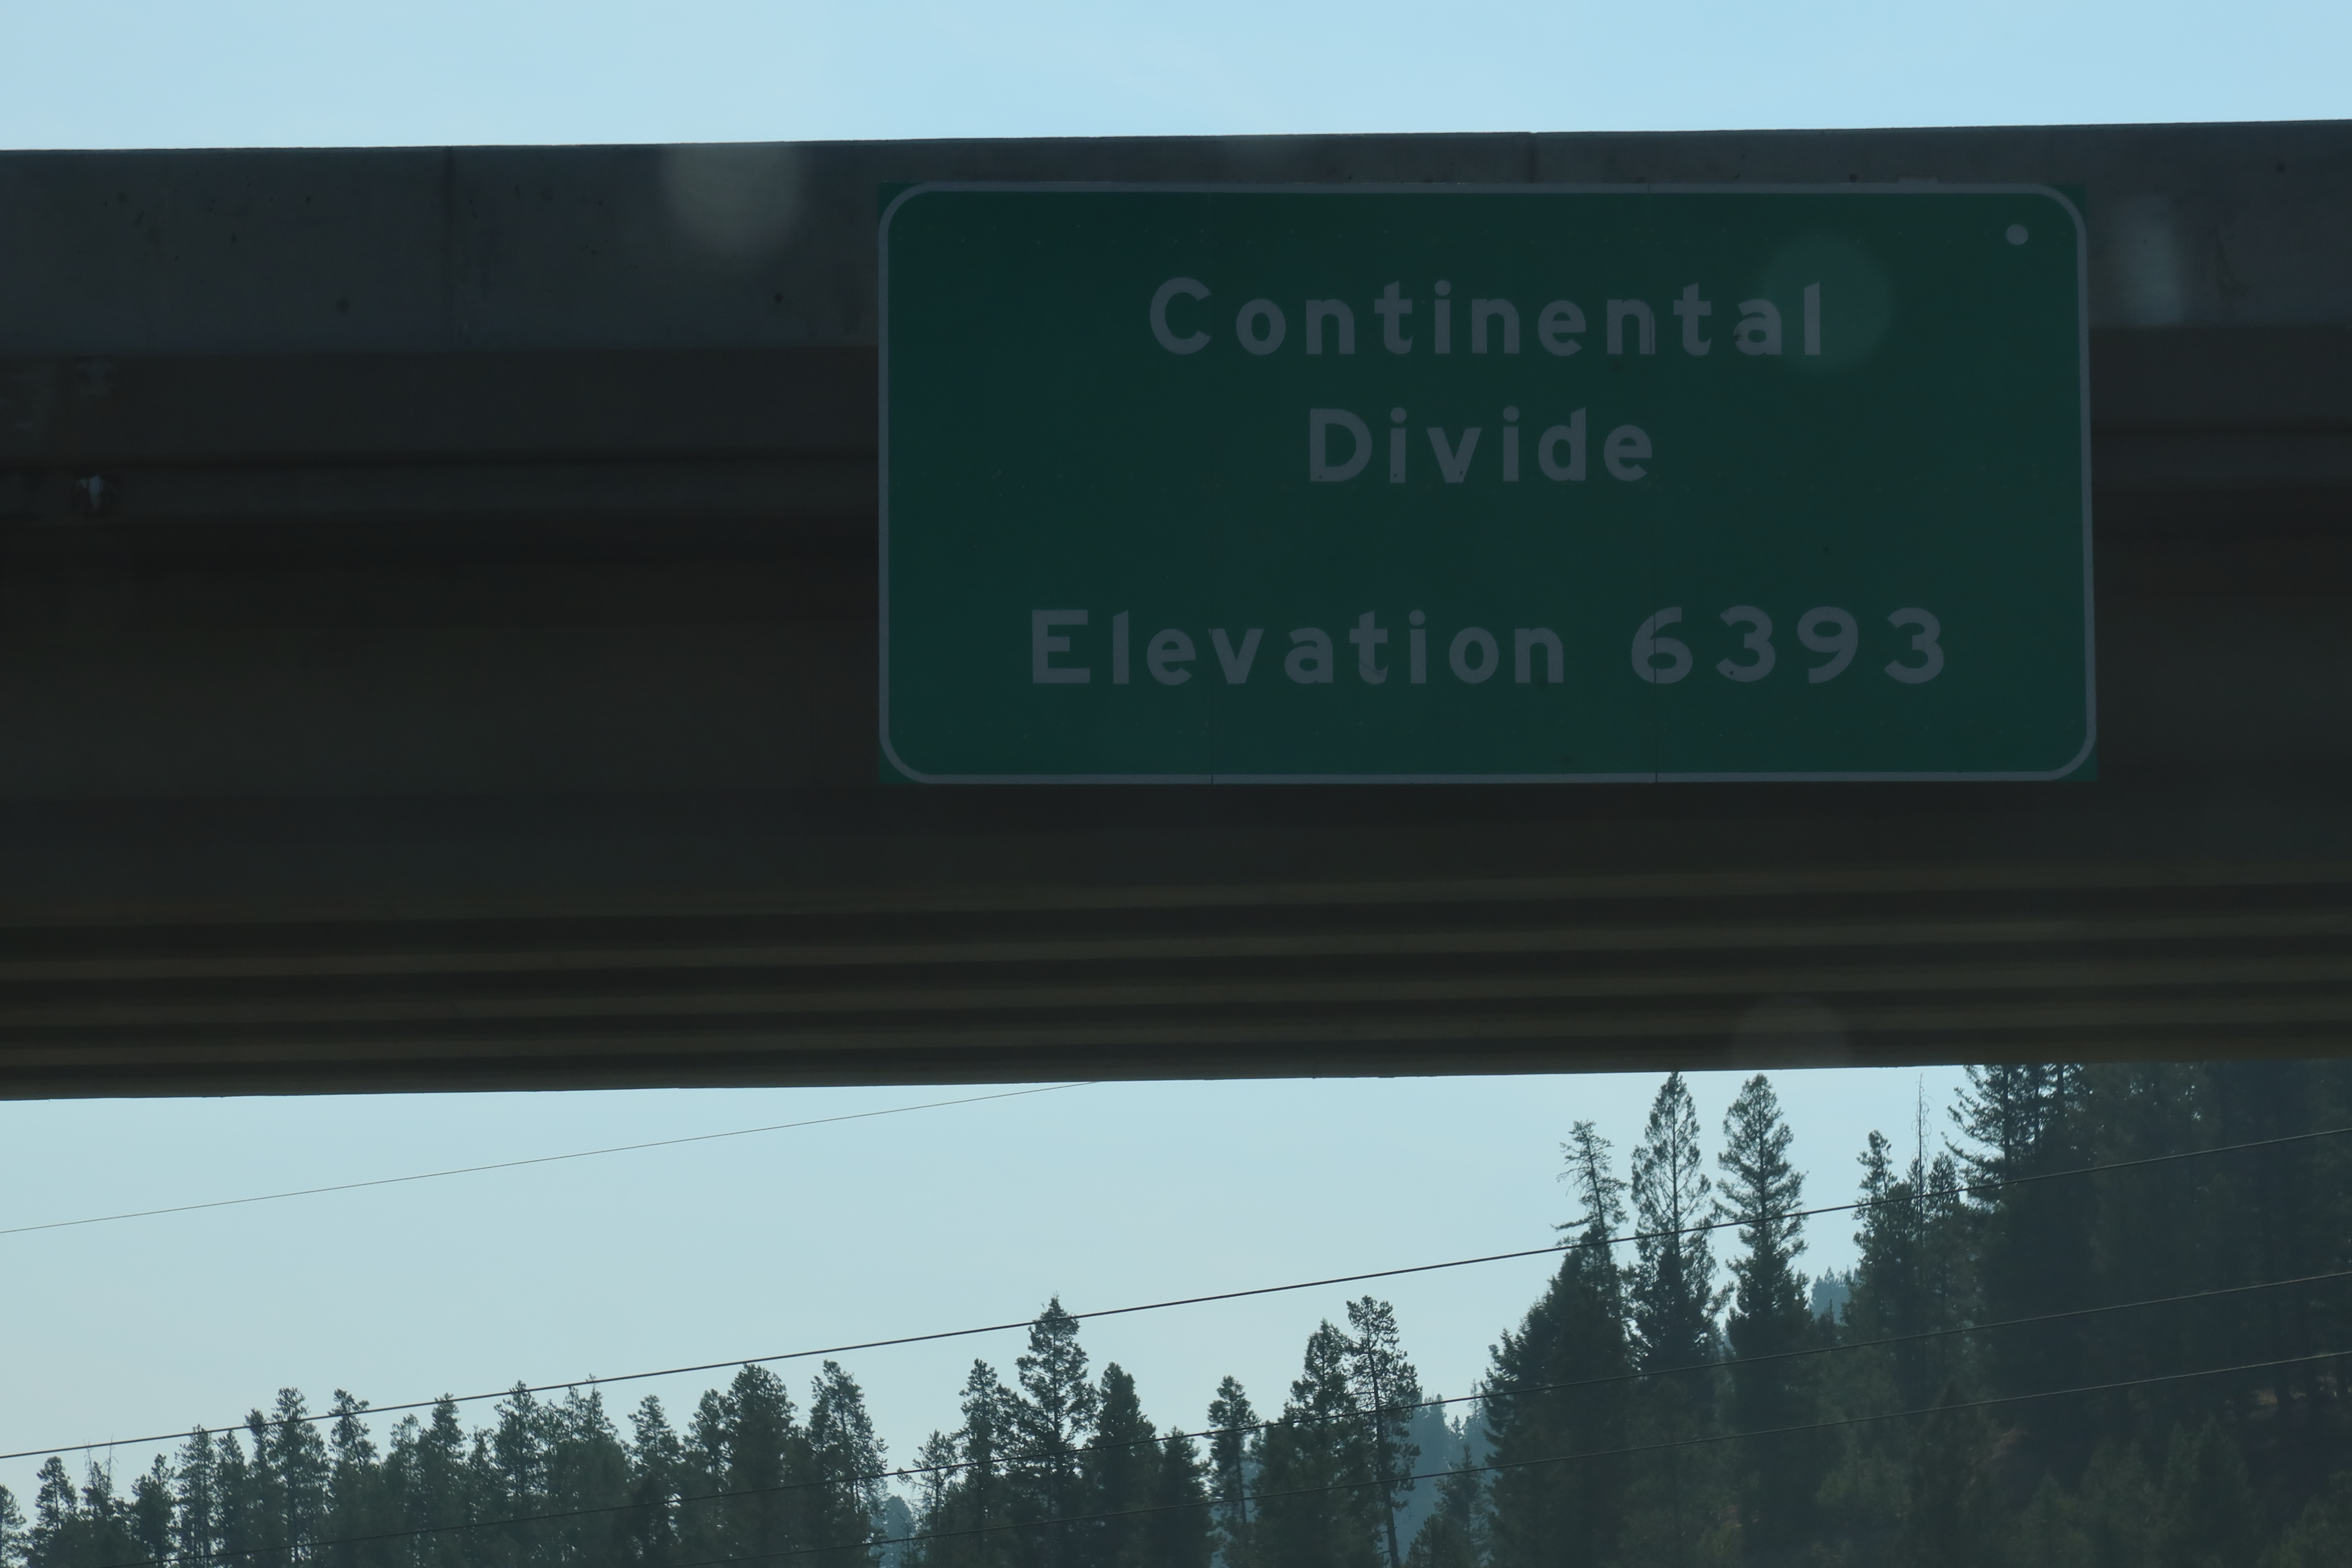 Continental
Divide
Elevation 6393